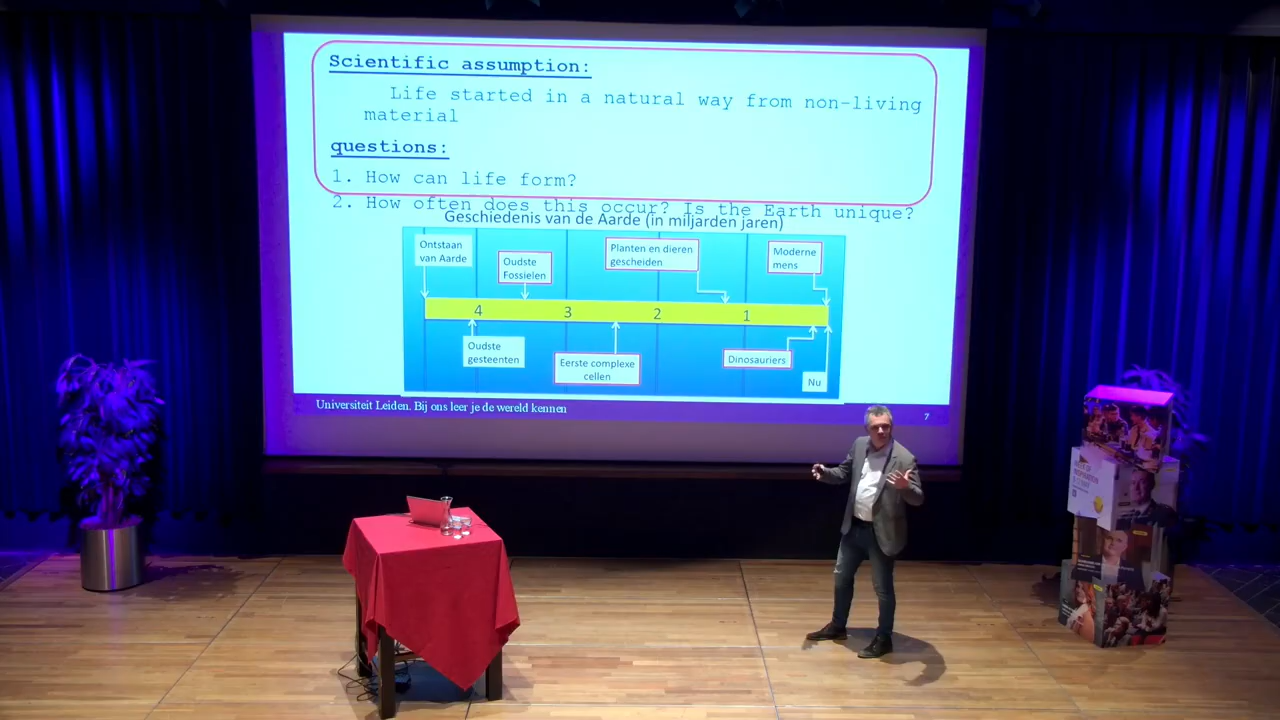 Scientific assumption:
Life started in a natural way from non-living
material
questions:
1. How can life form?
2. How often does this occur? Is the Earth unique?
Geschiedenis van de Aarde (in miljarden jaren)
Ontstaan
van Aarde
Oudste
Fossielen
Planten en dieren
gescheiden
Moderne
mens
4 3 2 1
Oudste
gesteenten
Eerste complexe
cellen
Dinosauriers
Nu
Universiteit Leiden. Bij ons leer je de wereld kennen
7